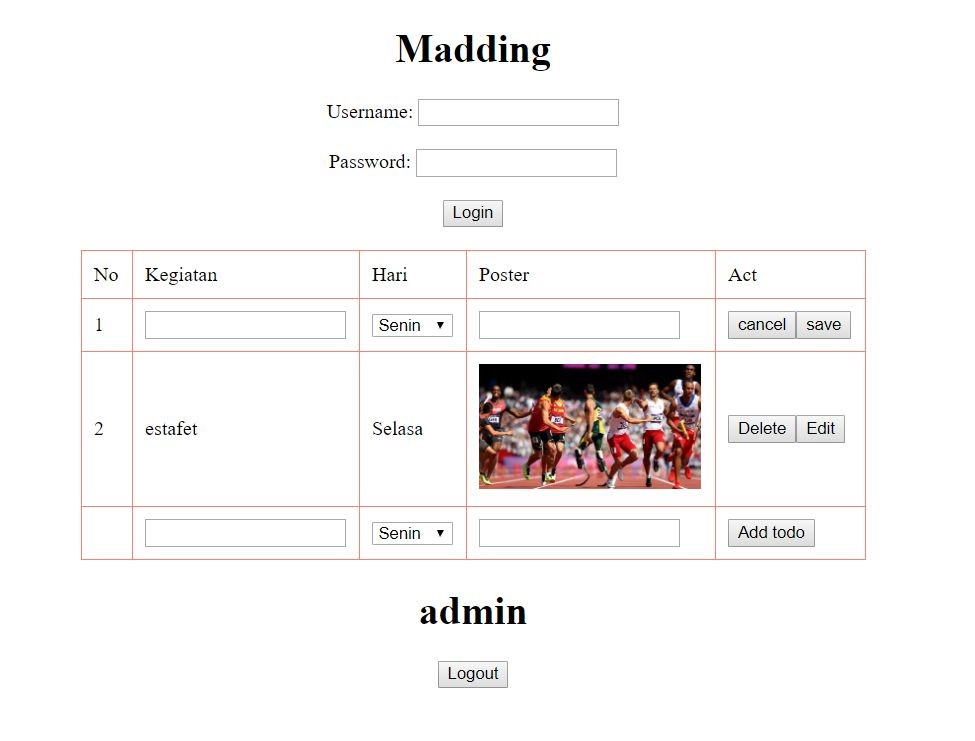 Madding
Username:
Password:
Login
No Kegiatan Hari Poster Act
1 Senin cancel save
2 estafet Selasa Delete Edit
Senin Add todo
admin
Logout